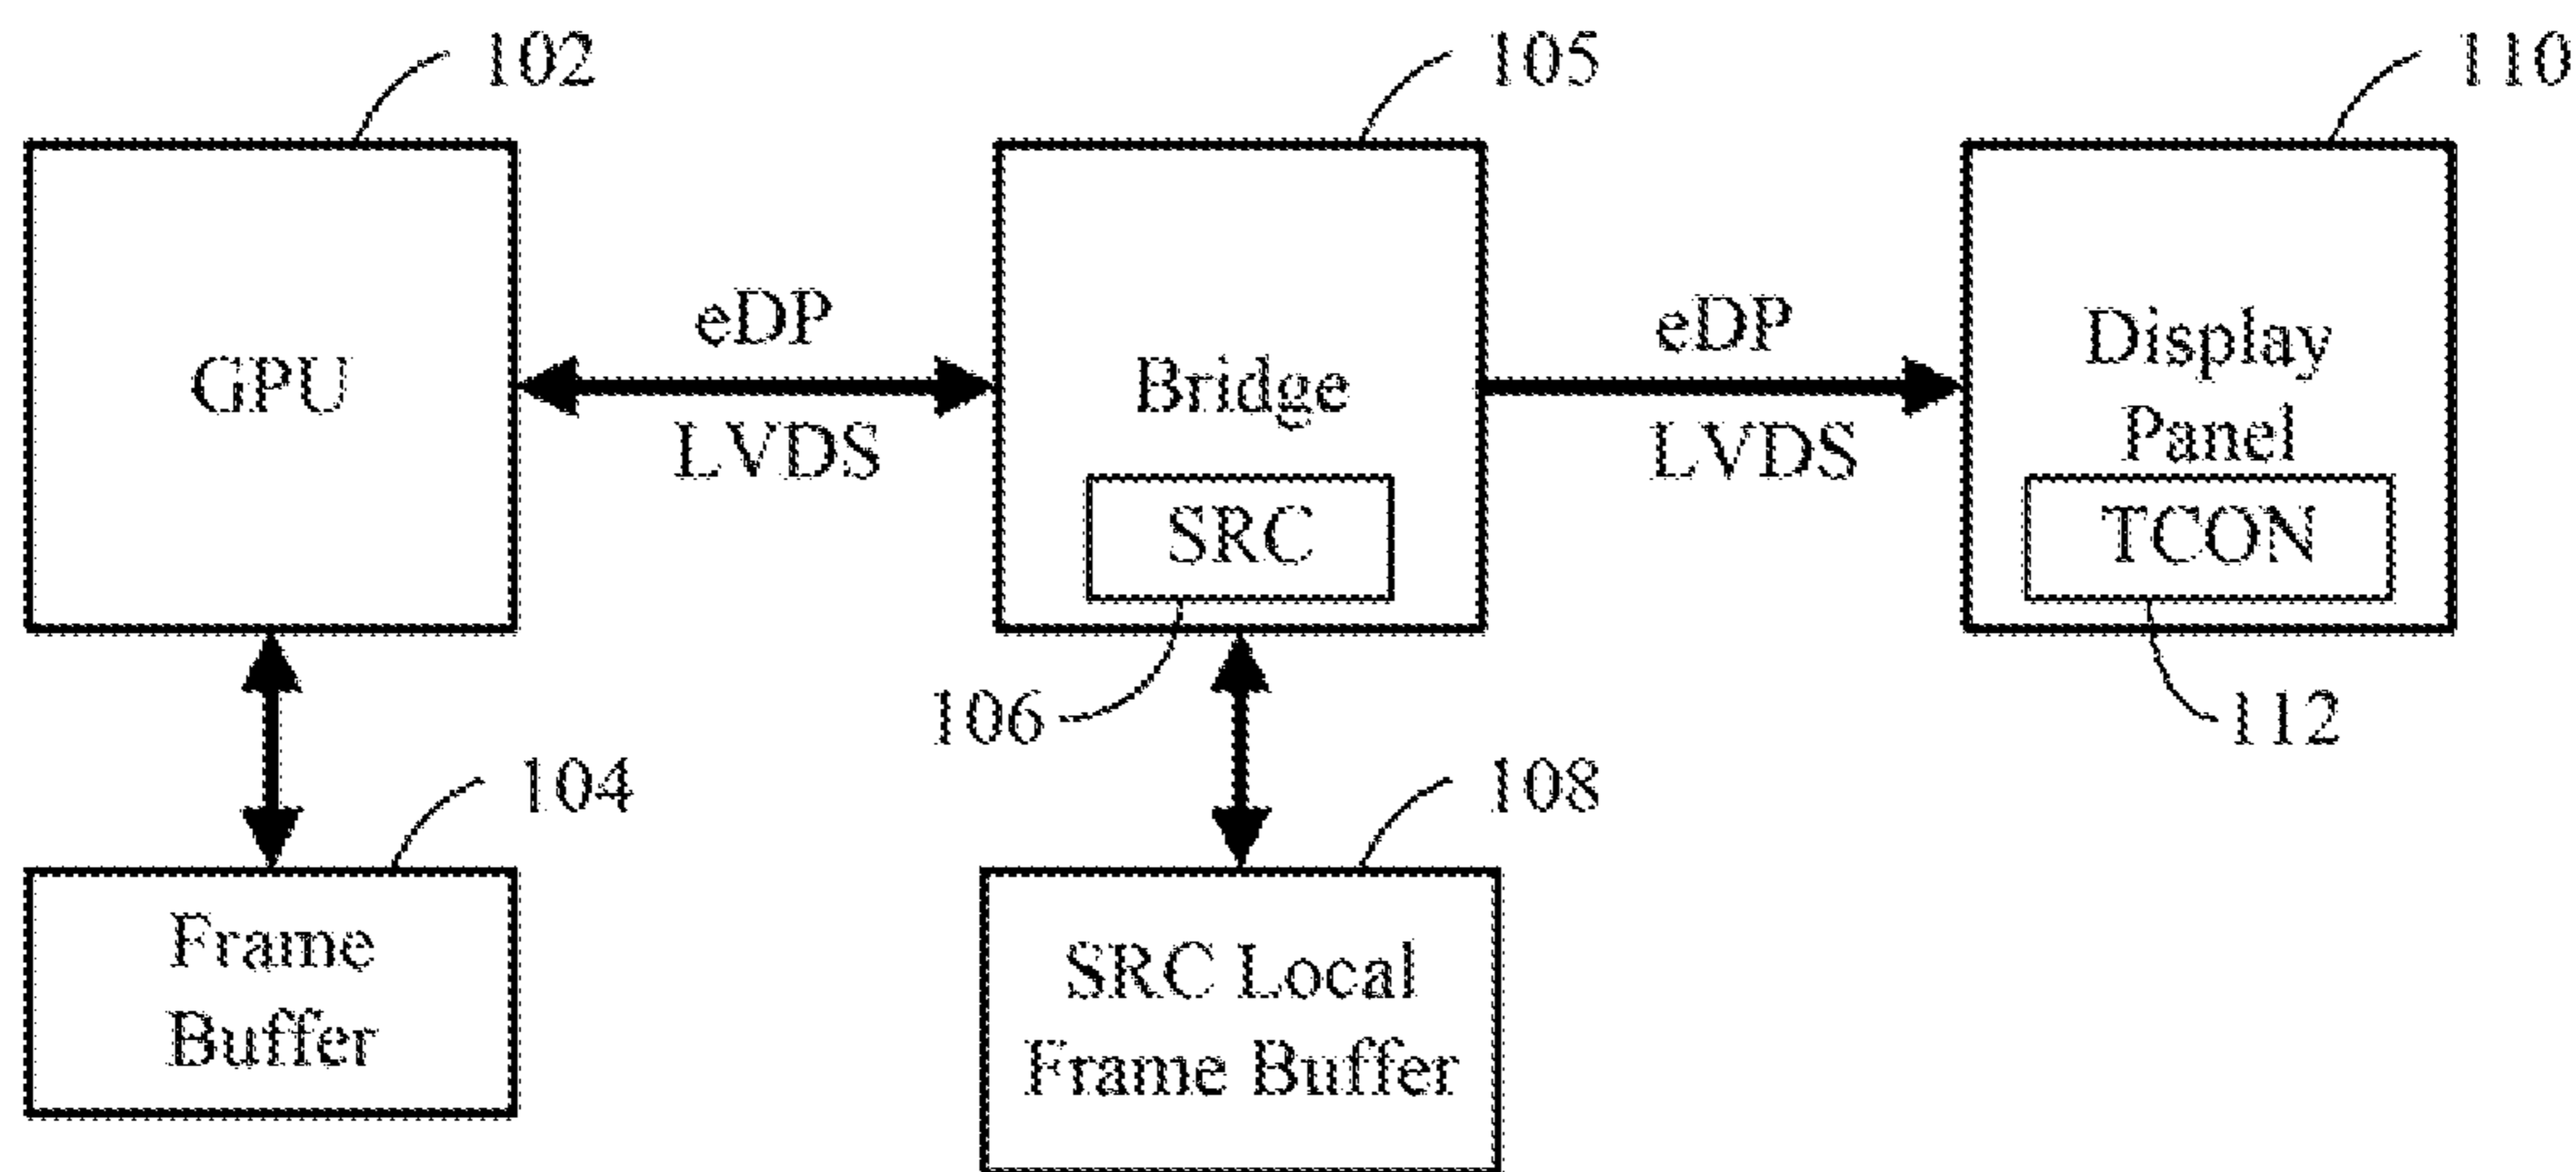 102
105
110
GPU
eDP
LVDS
Bridge
SRC
eDP
LVDS
Display
Panel
TCON
106
112
104
108
Frame
Buffer
SRC Local
Frame Buffer